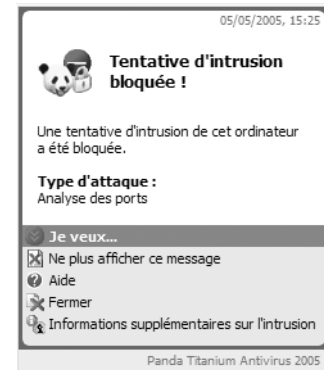 05/05/2005, 15:25
Tentative d'intrusion
bloquée !
Une tentative d'intrusion de cet ordinateur
a été bloquée.
Type d'attaque :
Analyse des ports
Je veux...
Ne plus afficher ce message
Aide
Fermer
Informations supplémentaires sur l'intrusion
Panda Titanium Antivirus 2005